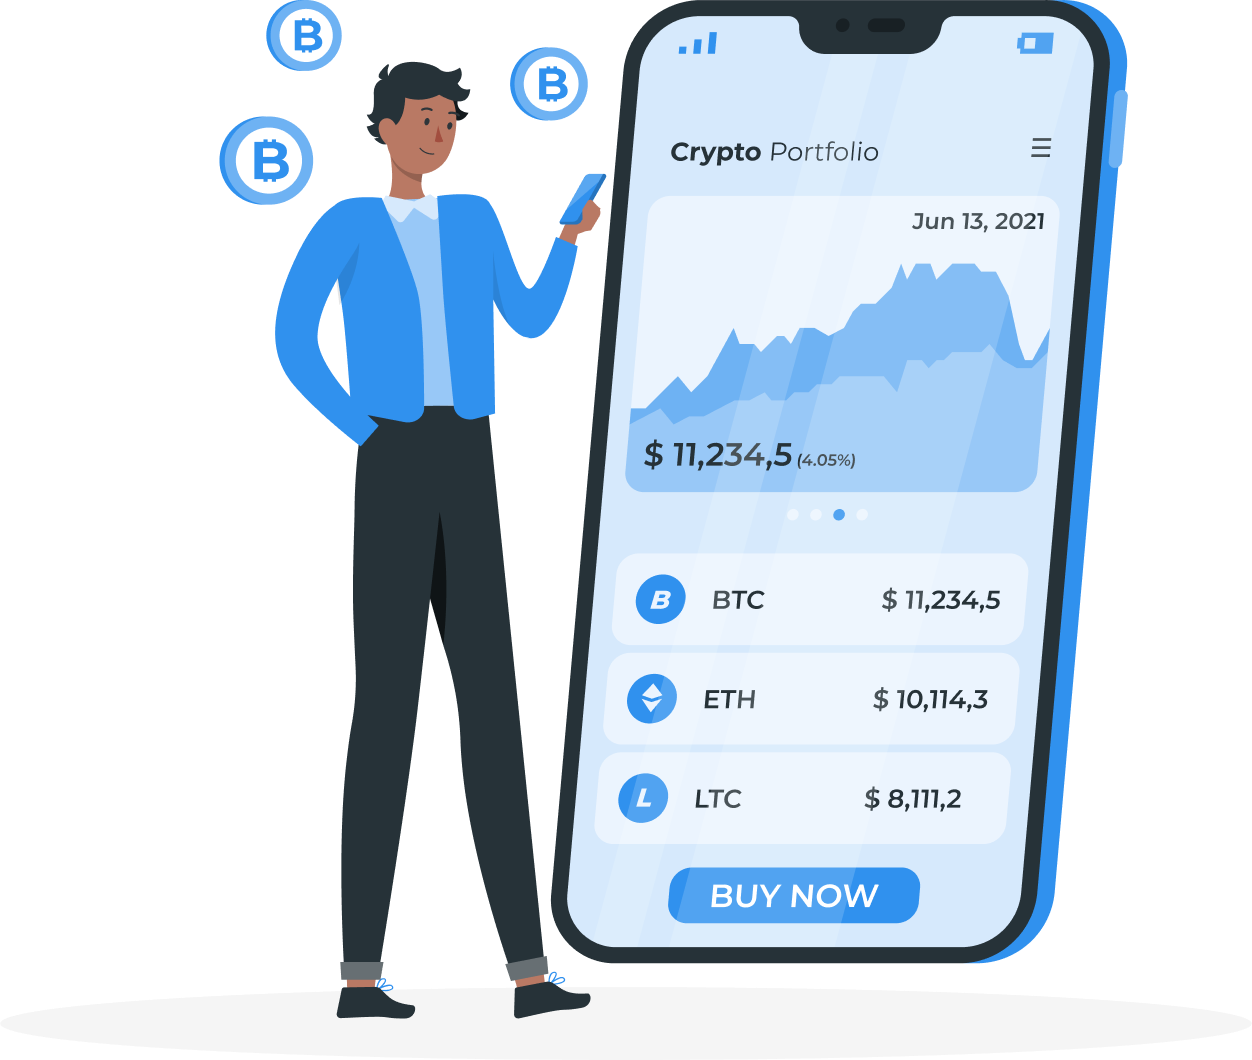 Crypto Portfolio
Jun 13, 2021
$ 11,234,5 (4.05%)
B BTC $ 11,234,5
ETH $ 10,114,3
L LTC $ 8,111,2
BUY NOW